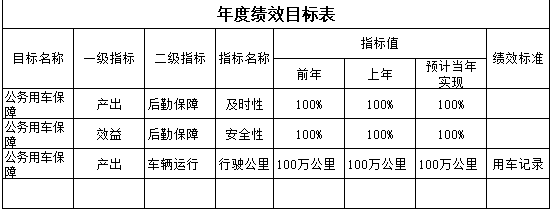 年度绩效目标表
目标名称 一级指标 二级指标 指标名称 指标值 绩效标准
前年 上年 预计当年实现
公务用车保障 产出 后勤保障 及时性 100% 100% 100%
公务用车保障 效益 后勤保障 安全性 100% 100% 100%
公务用车保障 产出 车辆运行 行驶公里 100万公里 100万公里 100万公里 用车记录